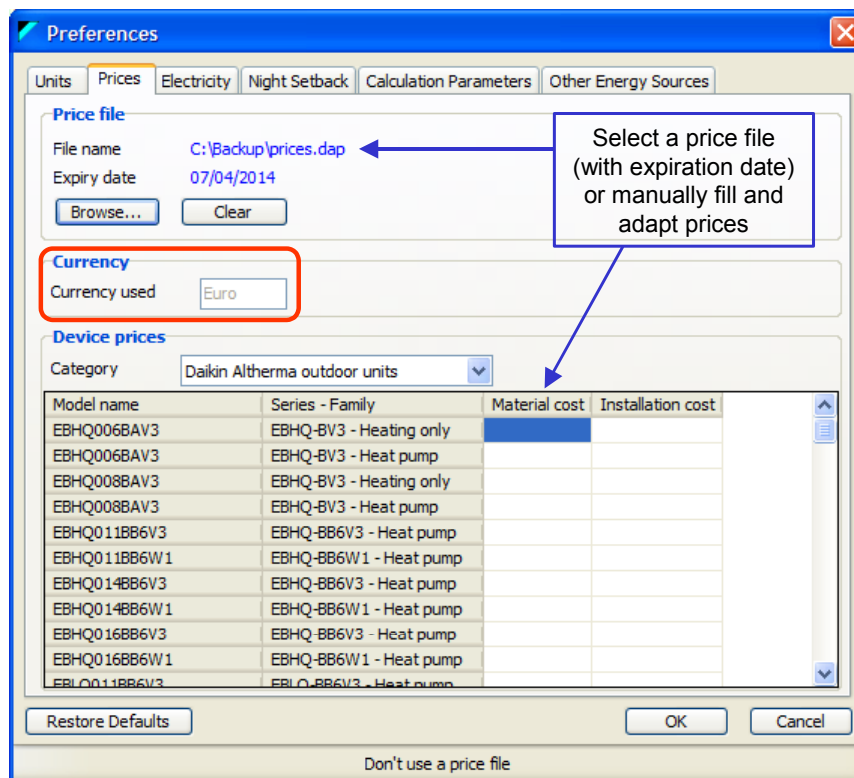 Preferences
Units Prices Electricity Night Setback Calculation Parameters Other Energy Sources
Price file
File name C:\Backup\prices.dap
Expiry date 07/04/2014
Browse... Clear
Select a price file
(with expiration date)
or manually fill and
adapt prices
Currency
Currency used Euro
Device prices
Category Daikin Altherma outdoor units
Model name Series - Family Material cost Installation cost
EBHQ006BAV3 EBHQ-BV3 - Heating only
EBHQ006BAV3 EBHQ-BV3 - Heat pump
EBHQ008BAV3 EBHQ-BV3 - Heating only
EBHQ008BAV3 EBHQ-BV3 - Heat pump
EBHQ011BB6V3 EBHQ-BB6V3 - Heat pump
EBHQ011BB6W1 EBHQ-BB6W1 - Heat pump
EBHQ014BB6V3 EBHQ-BB6V3 - Heat pump
EBHQ014BB6W1 EBHQ-BB6W1 - Heat pump
EBHQ016BB6V3 EBHQ-BB6V3 - Heat pump
EBHQ016BB6W1 EBHQ-BB6W1 - Heat pump
EBLQ011BB6V3 EBLQ-BB6V3 - Heat pump
Restore Defaults OK Cancel
Don't use a price file